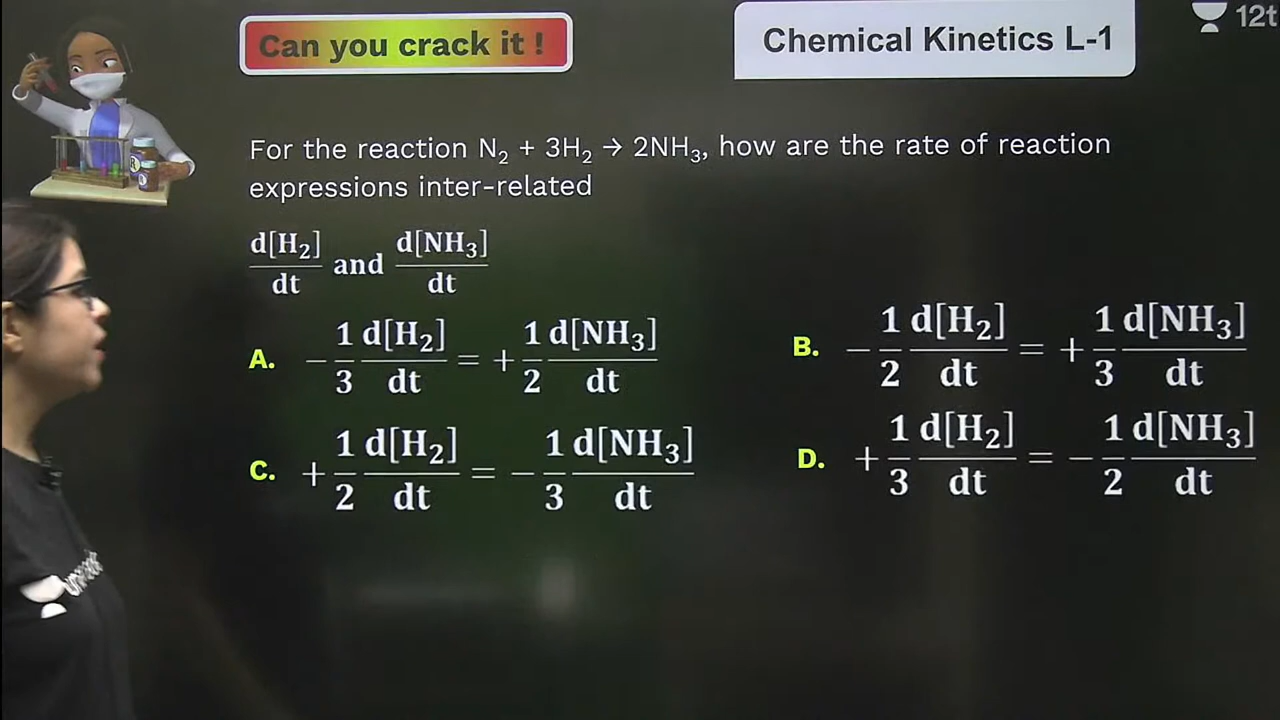 Can you crack it !
Chemical Kinetics L-1
12t
For the reaction N₂ + 3H₂ → 2NH₃, how are the rate of reaction
expressions inter-related
d[H₂]/dt and d[NH₃]/dt
A. −1/3 d[H₂]/dt = +1/2 d[NH₃]/dt
B. −1/2 d[H₂]/dt = +1/3 d[NH₃]/dt
C. +1/2 d[H₂]/dt = −1/3 d[NH₃]/dt
D. +1/3 d[H₂]/dt = −1/2 d[NH₃]/dt